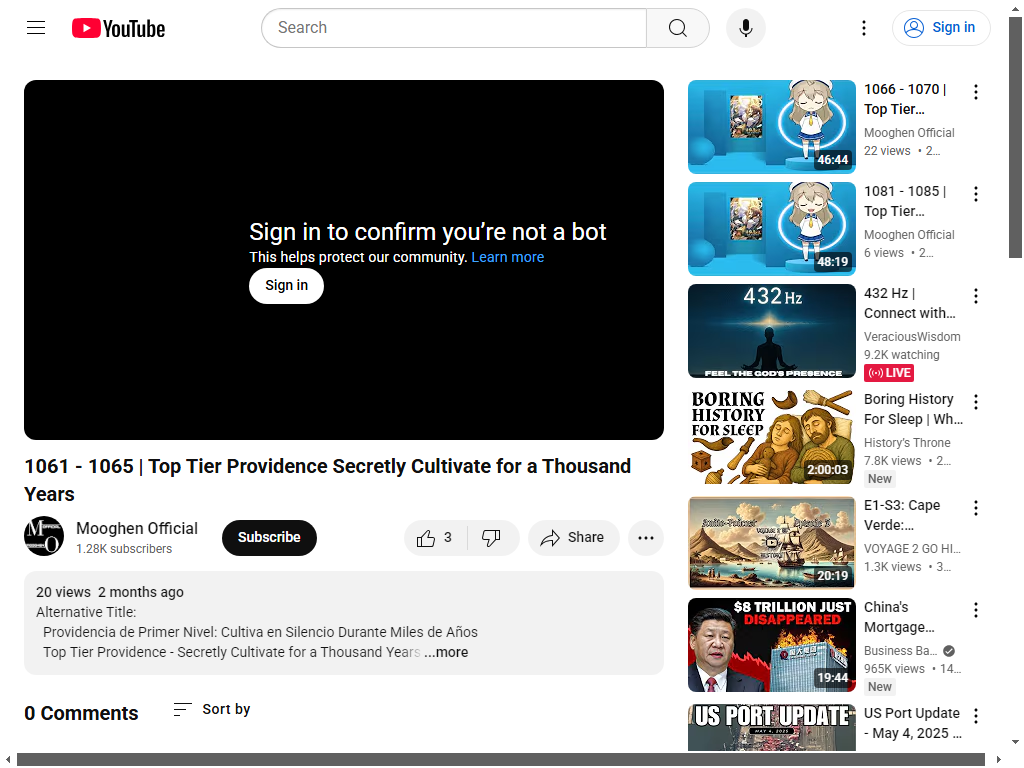 YouTube
Search
Sign in
Sign in to confirm you're not a bot
This helps protect our community. Learn more
Sign in
1061 - 1065 | Top Tier Providence Secretly Cultivate for a Thousand
Years
Mooghen Official
1.28K subscribers
Subscribe
3
Share
20 views 2 months ago
Alternative Title:
Providencia de Primer Nivel: Cultiva en Silencio Durante Miles de Años
Top Tier Providence - Secretly Cultivate for a Thousand Years ...more
0 Comments
Sort by
46:44
1066 - 1070 |
Top Tier…
Mooghen Official
22 views • 2…
48:19
1081 - 1085 |
Top Tier…
Mooghen Official
6 views • 2…
432 Hz
FEEL THE GOD'S PRESENCE
432 Hz |
Connect with…
VeraciousWisdom
9.2K watching
LIVE
BORING
HISTORY
FOR SLEEP
2:00:03
Boring History
For Sleep | Wh…
History's Throne
7.8K views • 2…
New
20:19
E1-S3: Cape
Verde:…
VOYAGE 2 GO HI…
1.3K views • 3…
$8 TRILLION JUST
DISAPPEARED
19:44
China's
Mortgage…
Business Ba…
965K views • 14…
New
US PORT UPDATE
MAY 4, 2025
US Port Update
- May 4, 2025 …